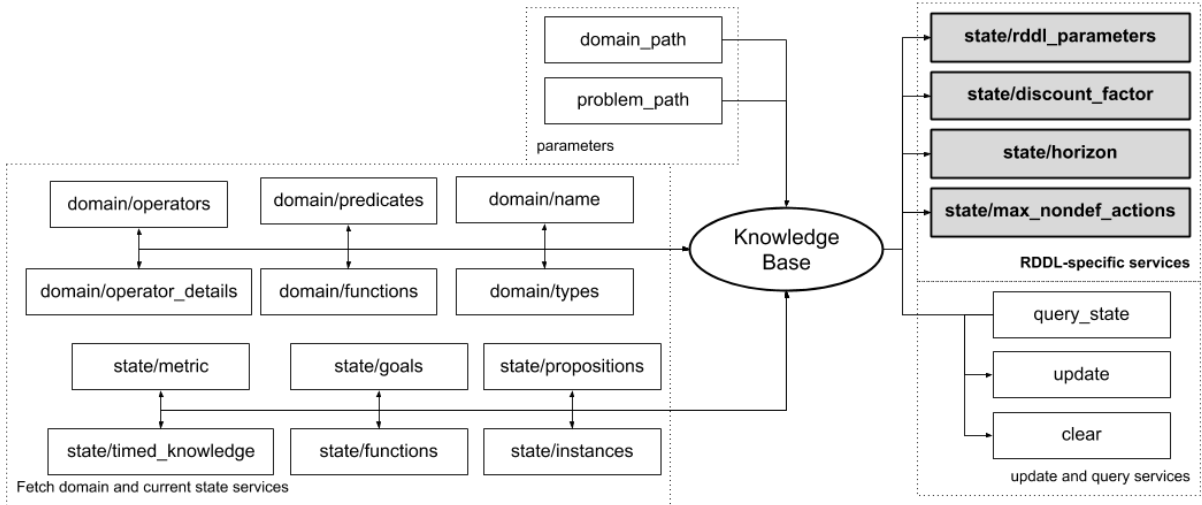 domain_path
problem_path
parameters
domain/operators
domain/predicates
domain/name
domain/operator_details
domain/functions
domain/types
state/metric
state/goals
state/propositions
state/timed_knowledge
state/functions
state/instances
Fetch domain and current state services
Knowledge
Base
state/rddl_parameters
state/discount_factor
state/horizon
state/max_nondef_actions
RDDL-specific services
query_state
update
clear
update and query services